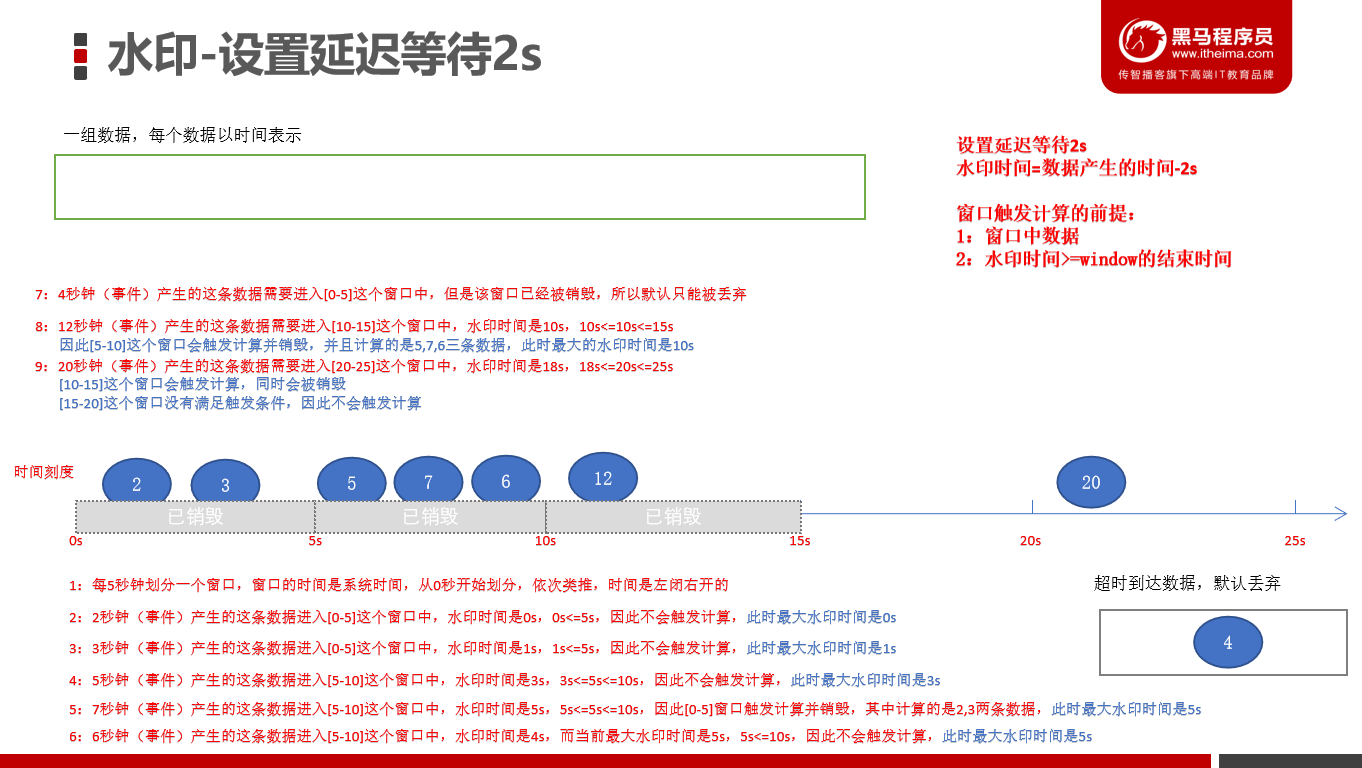 水印-设置延迟等待2s
黑马程序员
www.itheima.com
传智播客旗下高端IT教育品牌
一组数据，每个数据以时间表示
设置延迟等待2s
水印时间=数据产生的时间-2s
窗口触发计算的前提：
1：窗口中数据
2：水印时间>=window的结束时间
7：4秒钟（事件）产生的这条数据需要进入[0-5]这个窗口中，但是该窗口已经被销毁，所以默认只能被丢弃
8：12秒钟（事件）产生的这条数据需要进入[10-15]这个窗口中，水印时间是10s，10s<=10s<=15s
因此[5-10]这个窗口会触发计算并销毁，并且计算的是5,7,6三条数据，此时最大的水印时间是10s
9：20秒钟（事件）产生的这条数据需要进入[20-25]这个窗口中，水印时间是18s，18s<=20s<=25s
[10-15]这个窗口会触发计算，同时会被销毁
[15-20]这个窗口没有满足触发条件，因此不会触发计算
时间刻度
2
3
5
7
6
12
20
已销毁
已销毁
已销毁
0s
5s
10s
15s
20s
25s
1：每5秒钟划分一个窗口，窗口的时间是系统时间，从0秒开始划分，依次类推，时间是左闭右开的
2：2秒钟（事件）产生的这条数据进入[0-5]这个窗口中，水印时间是0s，0s<=5s，因此不会触发计算，此时最大水印时间是0s
3：3秒钟（事件）产生的这条数据进入[0-5]这个窗口中，水印时间是1s，1s<=5s，因此不会触发计算，此时最大水印时间是1s
4：5秒钟（事件）产生的这条数据进入[5-10]这个窗口中，水印时间是3s，3s<=5s<=10s，因此不会触发计算，此时最大水印时间是3s
5：7秒钟（事件）产生的这条数据进入[5-10]这个窗口中，水印时间是5s，5s<=5s<=10s，因此[0-5]窗口触发计算并销毁，其中计算的是2,3两条数据，此时最大水印时间是5s
6：6秒钟（事件）产生的这条数据进入[5-10]这个窗口中，水印时间是4s，而当前最大水印时间是5s，5s<=10s，因此不会触发计算，此时最大水印时间是5s
超时到达数据，默认丢弃
4